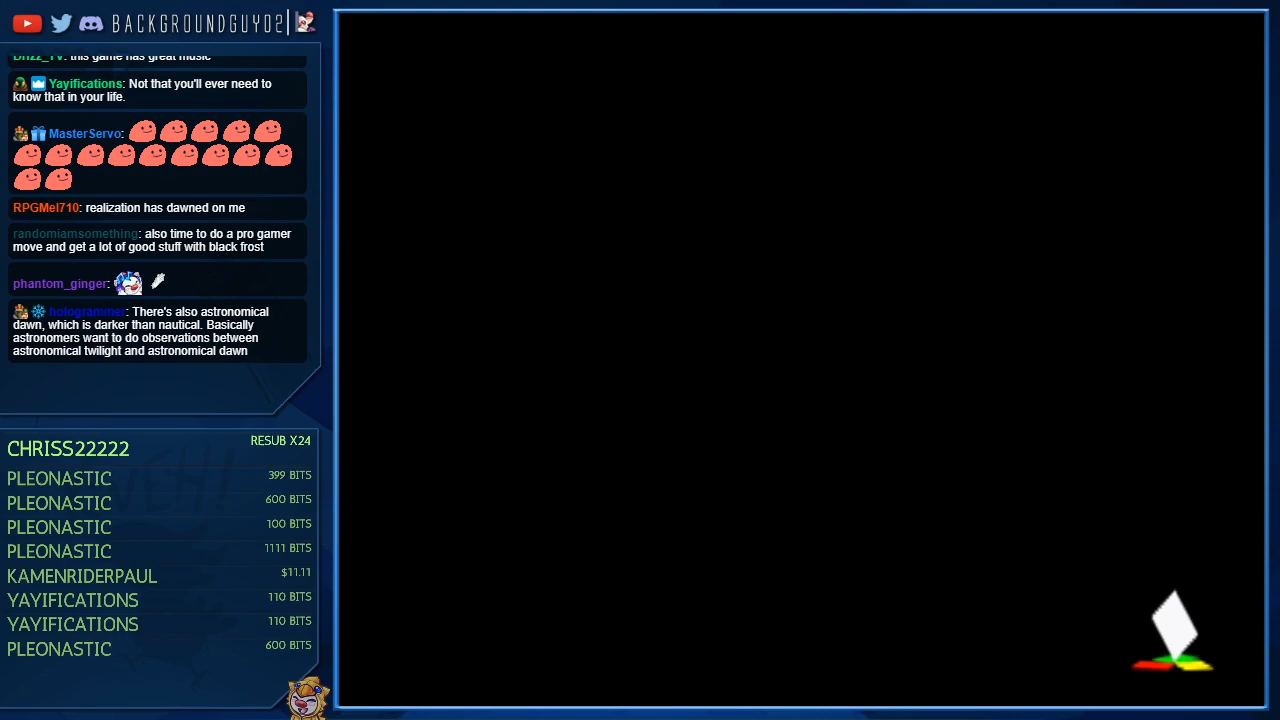 BACKGROUNDGUY02
Drizz_TV: this game has great music
Yayifications: Not that you'll ever need to
know that in your life.
MasterServo:
RPGMel710: realization has dawned on me
randomiamsomething: also time to do a pro gamer
move and get a lot of good stuff with black frost
phantom_ginger:
hologrammer: There's also astronomical
dawn, which is darker than nautical. Basically
astronomers want to do observations between
astronomical twilight and astronomical dawn
CHRISS22222 RESUB X24
PLEONASTIC 399 BITS
PLEONASTIC 600 BITS
PLEONASTIC 100 BITS
PLEONASTIC 1111 BITS
KAMENRIDERPAUL $11.11
YAYIFICATIONS 110 BITS
YAYIFICATIONS 110 BITS
PLEONASTIC 600 BITS